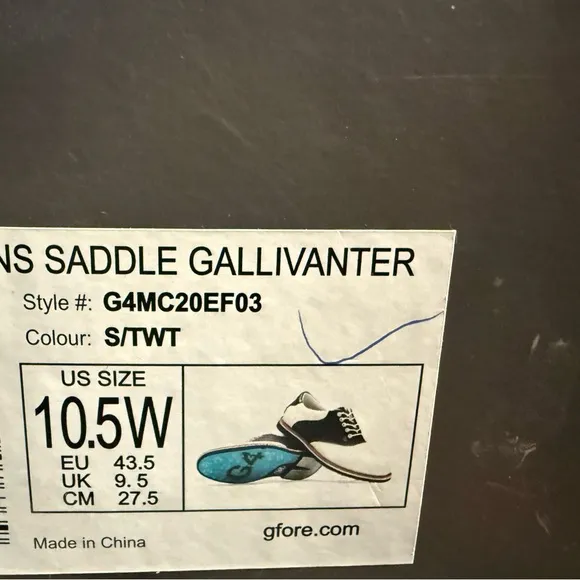 NS SADDLE GALLIVANTER
Style #: G4MC20EF03
Colour: S/TWT
US SIZE
10.5W
EU 43.5
UK 9.5
CM 27.5
G4
Made in China
gfore.com